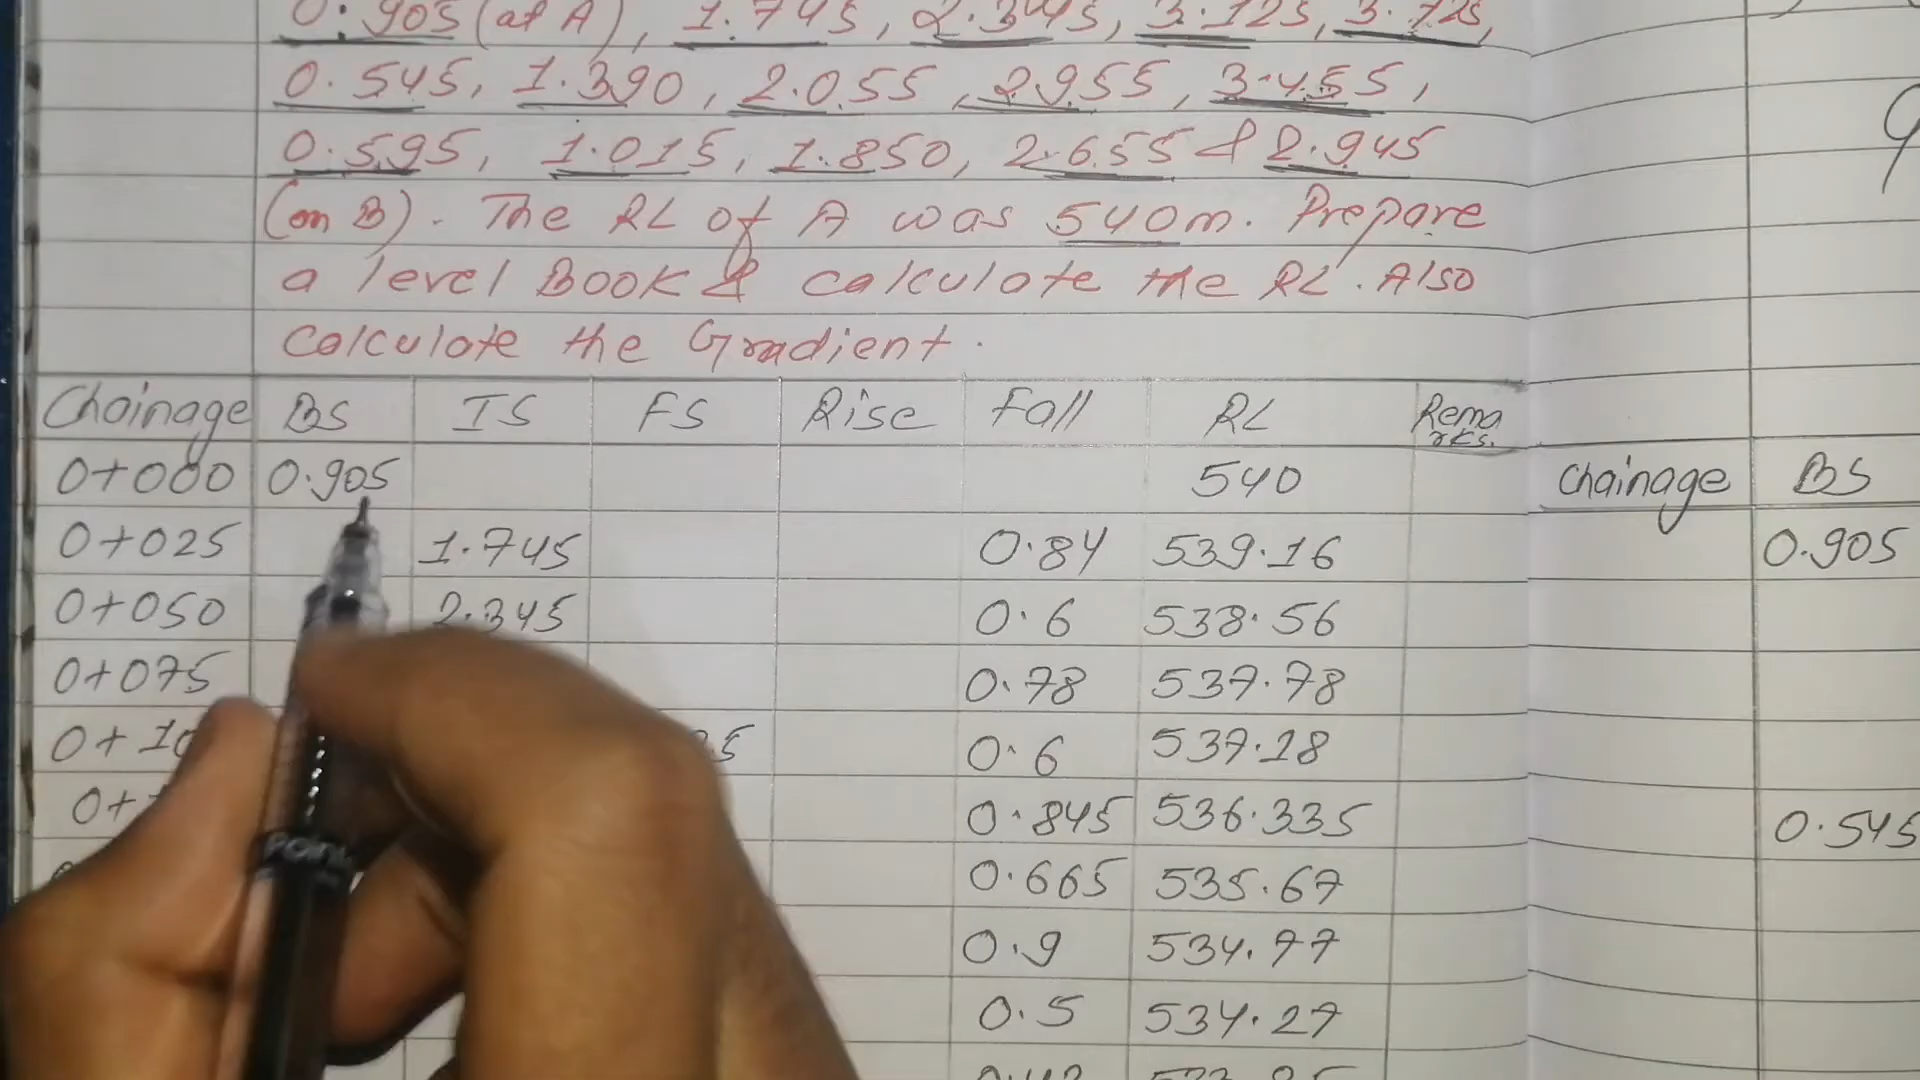 0.905 (at A), 1.745, 2.345, 3.125, 3.725,
0.545, 1.390, 2.055, 2.955, 3.455,
0.595, 1.015, 1.850, 2.655 & 2.945
(on B). The RL of A was 540m. Prepare
a level Book & calculate the RL. Also
calculate the Gradient.
Chainage BS IS FS Rise Fall RL Remarks.
0+000 0.905 540
0+025 1.745 0.84 539.16
0+050 2.345 0.6 538.56
0+075 0.78 537.78
0.6 537.18
0.845 536.335
0.665 535.67
0.9 534.77
0.5 534.27
Chainage BS
0.905
0.545